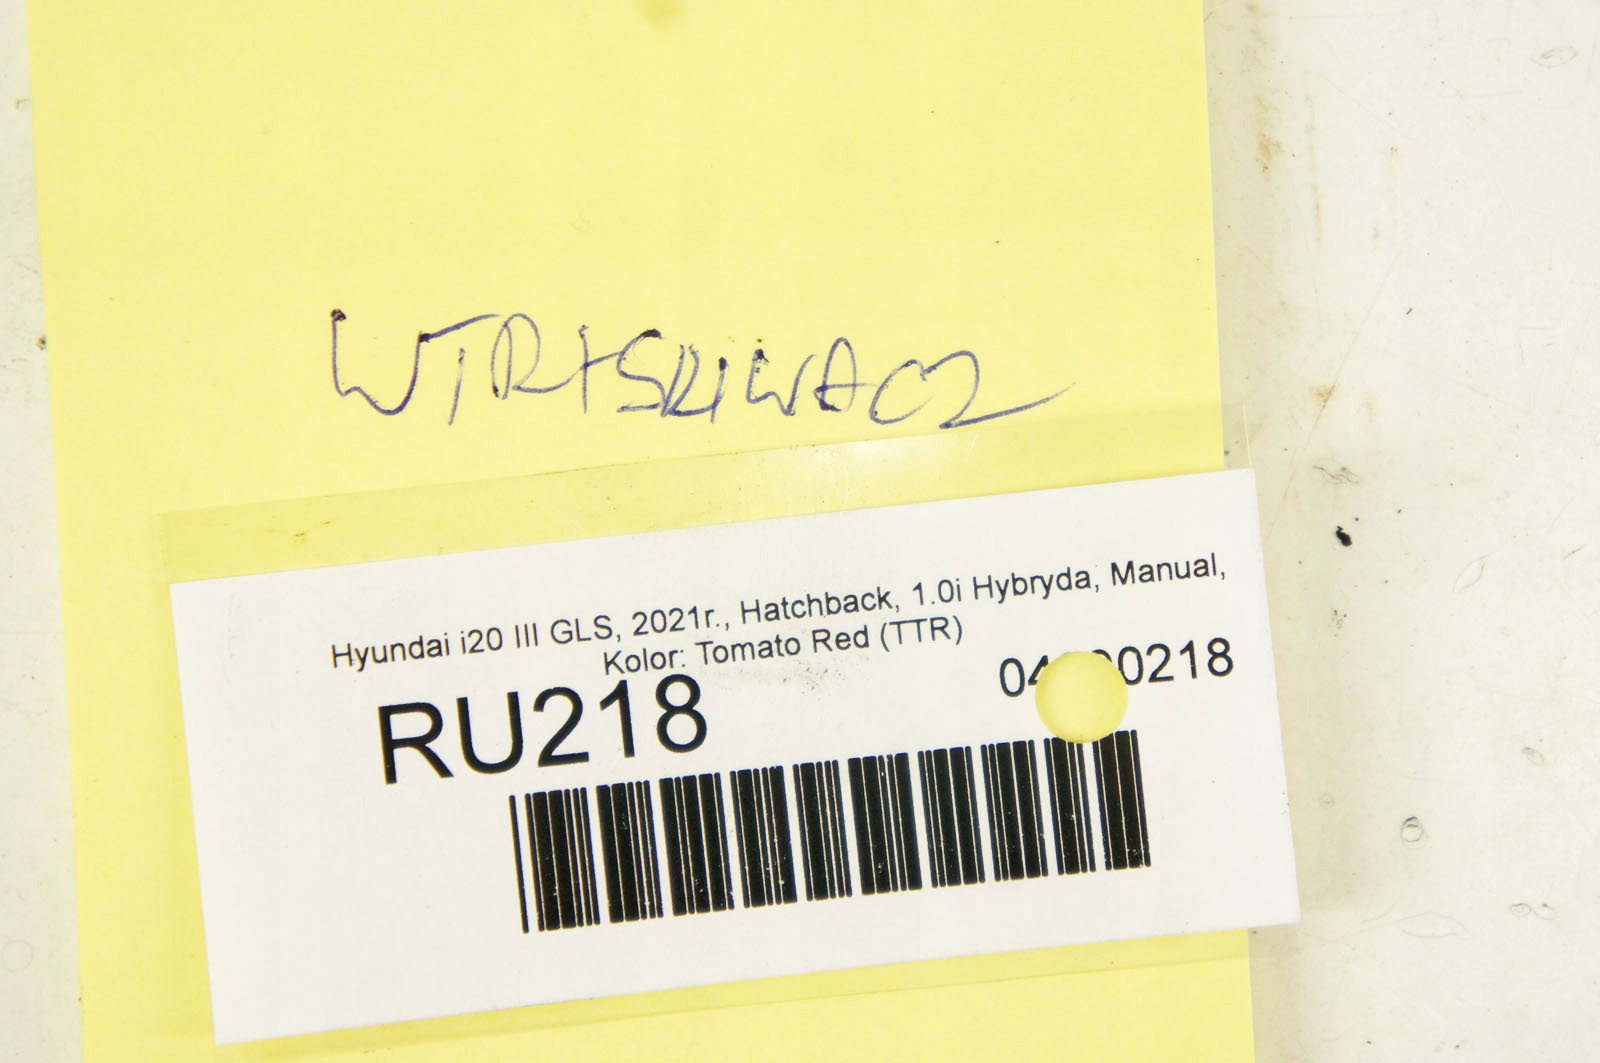 WTRYSKIWACZ
Hyundai i20 III GLS, 2021r., Hatchback, 1.0i Hybryda, Manual,
Kolor: Tomato Red (TTR)
RU218